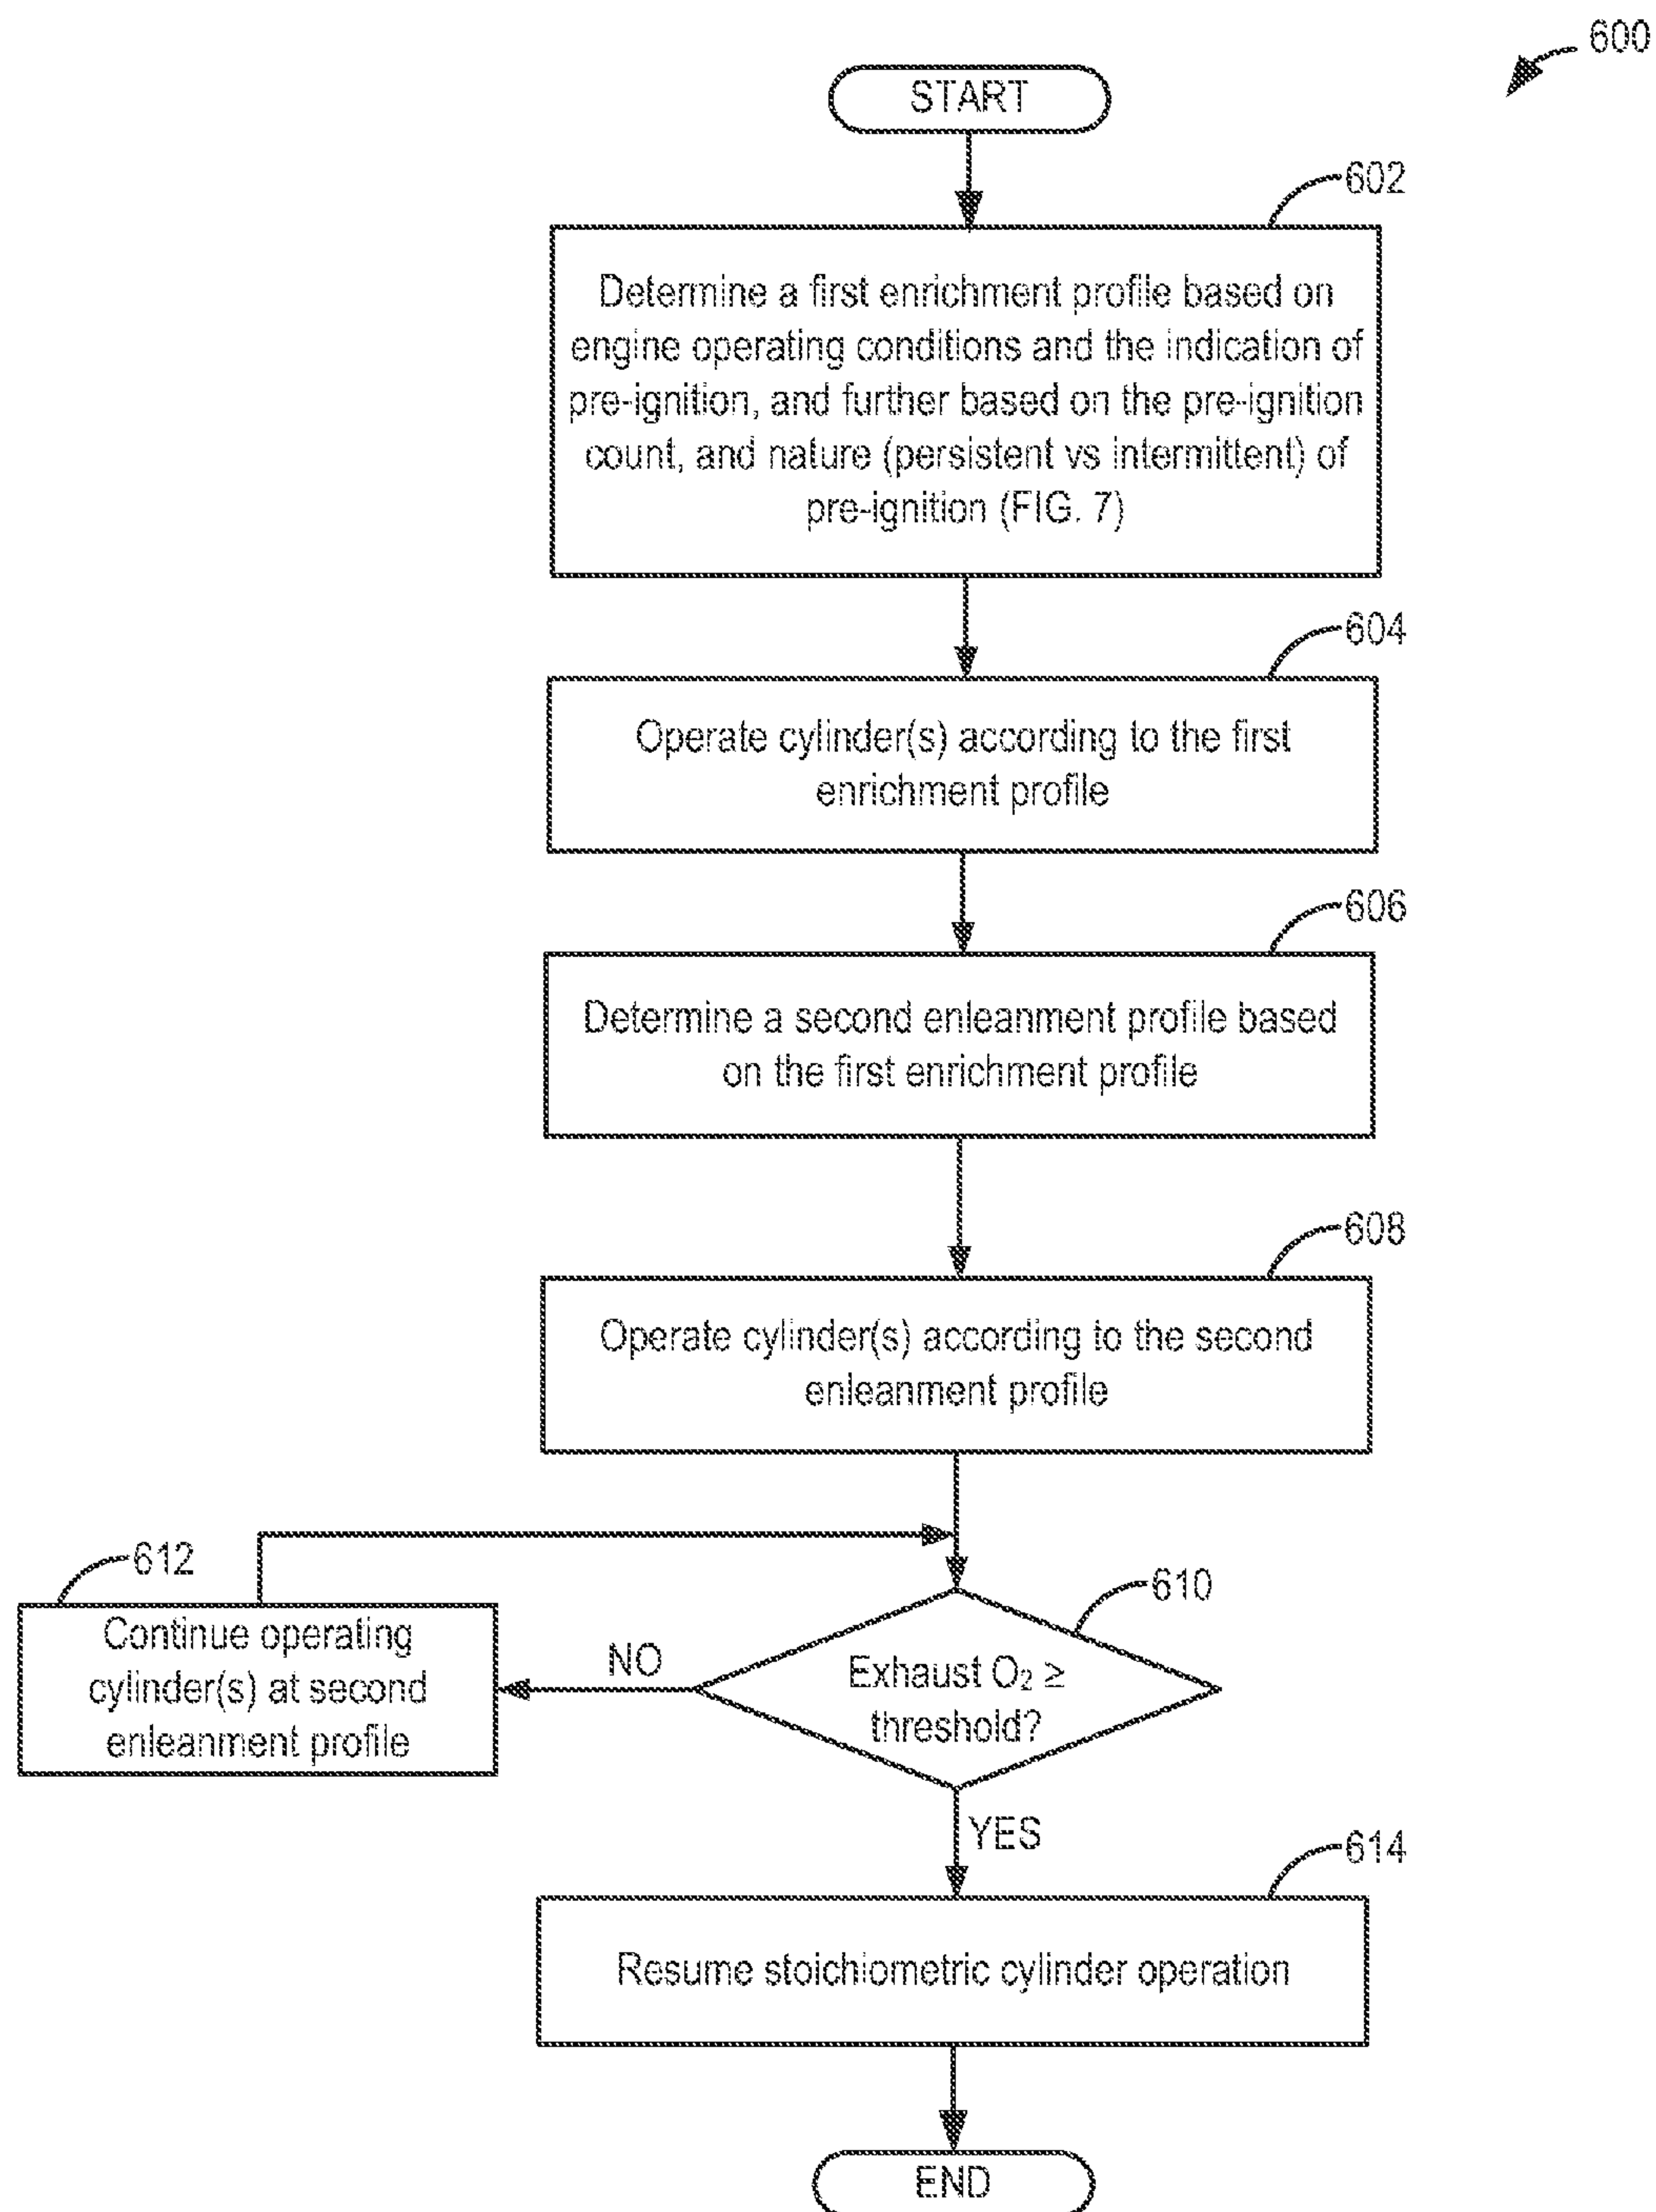 600
START
602
Determine a first enrichment profile based on
engine operating conditions and the indication of
pre-ignition, and further based on the pre-ignition
count, and nature (persistent vs intermittent) of
pre-ignition (FIG. 7)
604
Operate cylinder(s) according to the first
enrichment profile
606
Determine a second enleanment profile based
on the first enrichment profile
608
Operate cylinder(s) according to the second
enleanment profile
612
Continue operating
cylinder(s) at second
enleanment profile
NO
610
Exhaust O₂ ≥
threshold?
YES
614
Resume stoichiometric cylinder operation
END